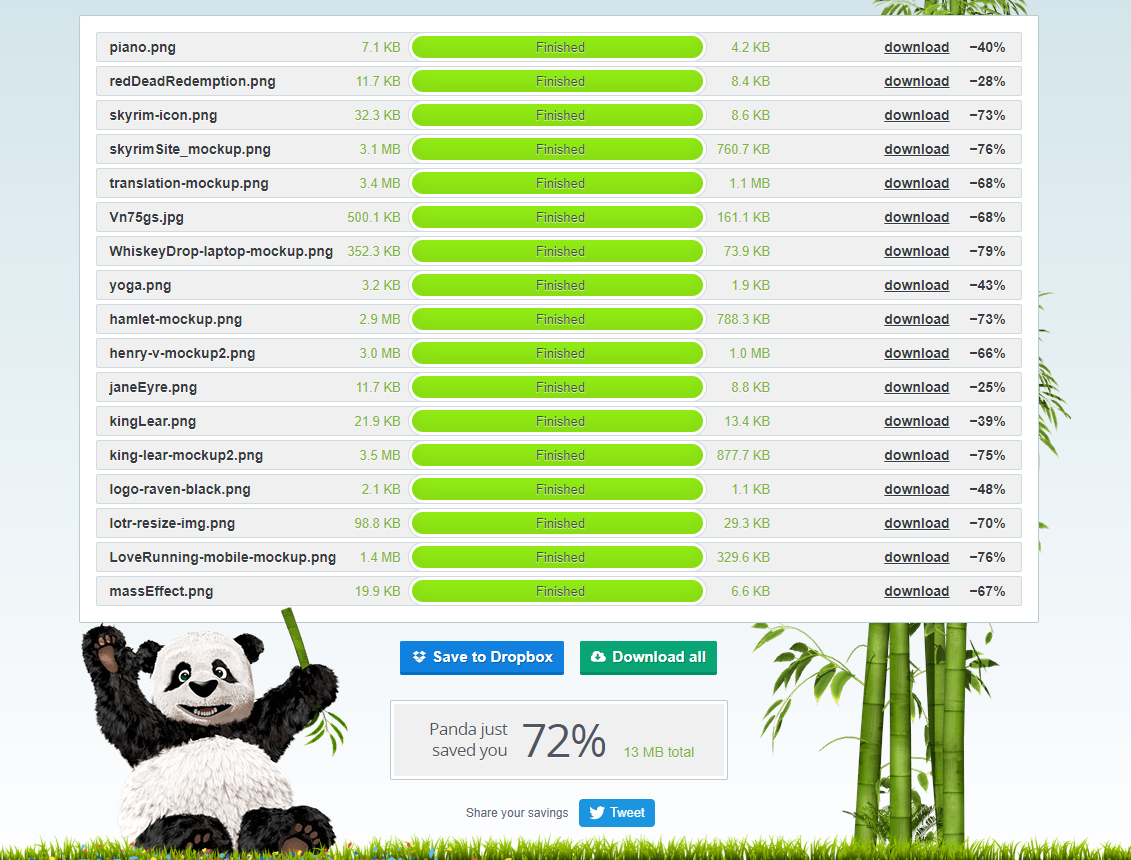 piano.png 7.1 KB Finished 4.2 KB download −40%
redDeadRedemption.png 11.7 KB Finished 8.4 KB download −28%
skyrim-icon.png 32.3 KB Finished 8.6 KB download −73%
skyrimSite_mockup.png 3.1 MB Finished 760.7 KB download −76%
translation-mockup.png 3.4 MB Finished 1.1 MB download −68%
Vn75gs.jpg 500.1 KB Finished 161.1 KB download −68%
WhiskeyDrop-laptop-mockup.png 352.3 KB Finished 73.9 KB download −79%
yoga.png 3.2 KB Finished 1.9 KB download −43%
hamlet-mockup.png 2.9 MB Finished 788.3 KB download −73%
henry-v-mockup2.png 3.0 MB Finished 1.0 MB download −66%
janeEyre.png 11.7 KB Finished 8.8 KB download −25%
kingLear.png 21.9 KB Finished 13.4 KB download −39%
king-lear-mockup2.png 3.5 MB Finished 877.7 KB download −75%
logo-raven-black.png 2.1 KB Finished 1.1 KB download −48%
lotr-resize-img.png 98.8 KB Finished 29.3 KB download −70%
LoveRunning-mobile-mockup.png 1.4 MB Finished 329.6 KB download −76%
massEffect.png 19.9 KB Finished 6.6 KB download −67%
Save to Dropbox Download all
Panda just
saved you 72% 13 MB total
Share your savings Tweet